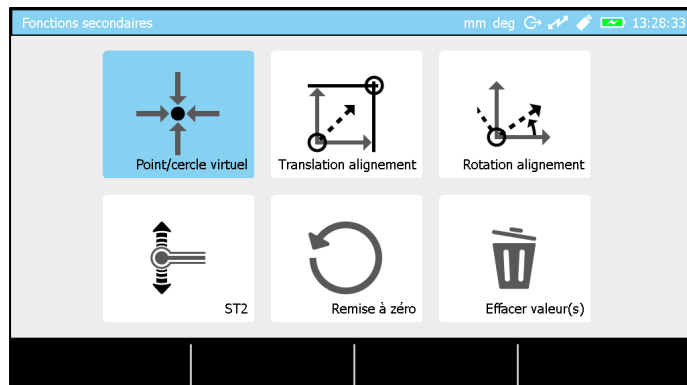 Fonctions secondaires mm deg 13:28:33
Point/cercle virtuel Translation alignement Rotation alignement
ST2 Remise à zéro Effacer valeur(s)